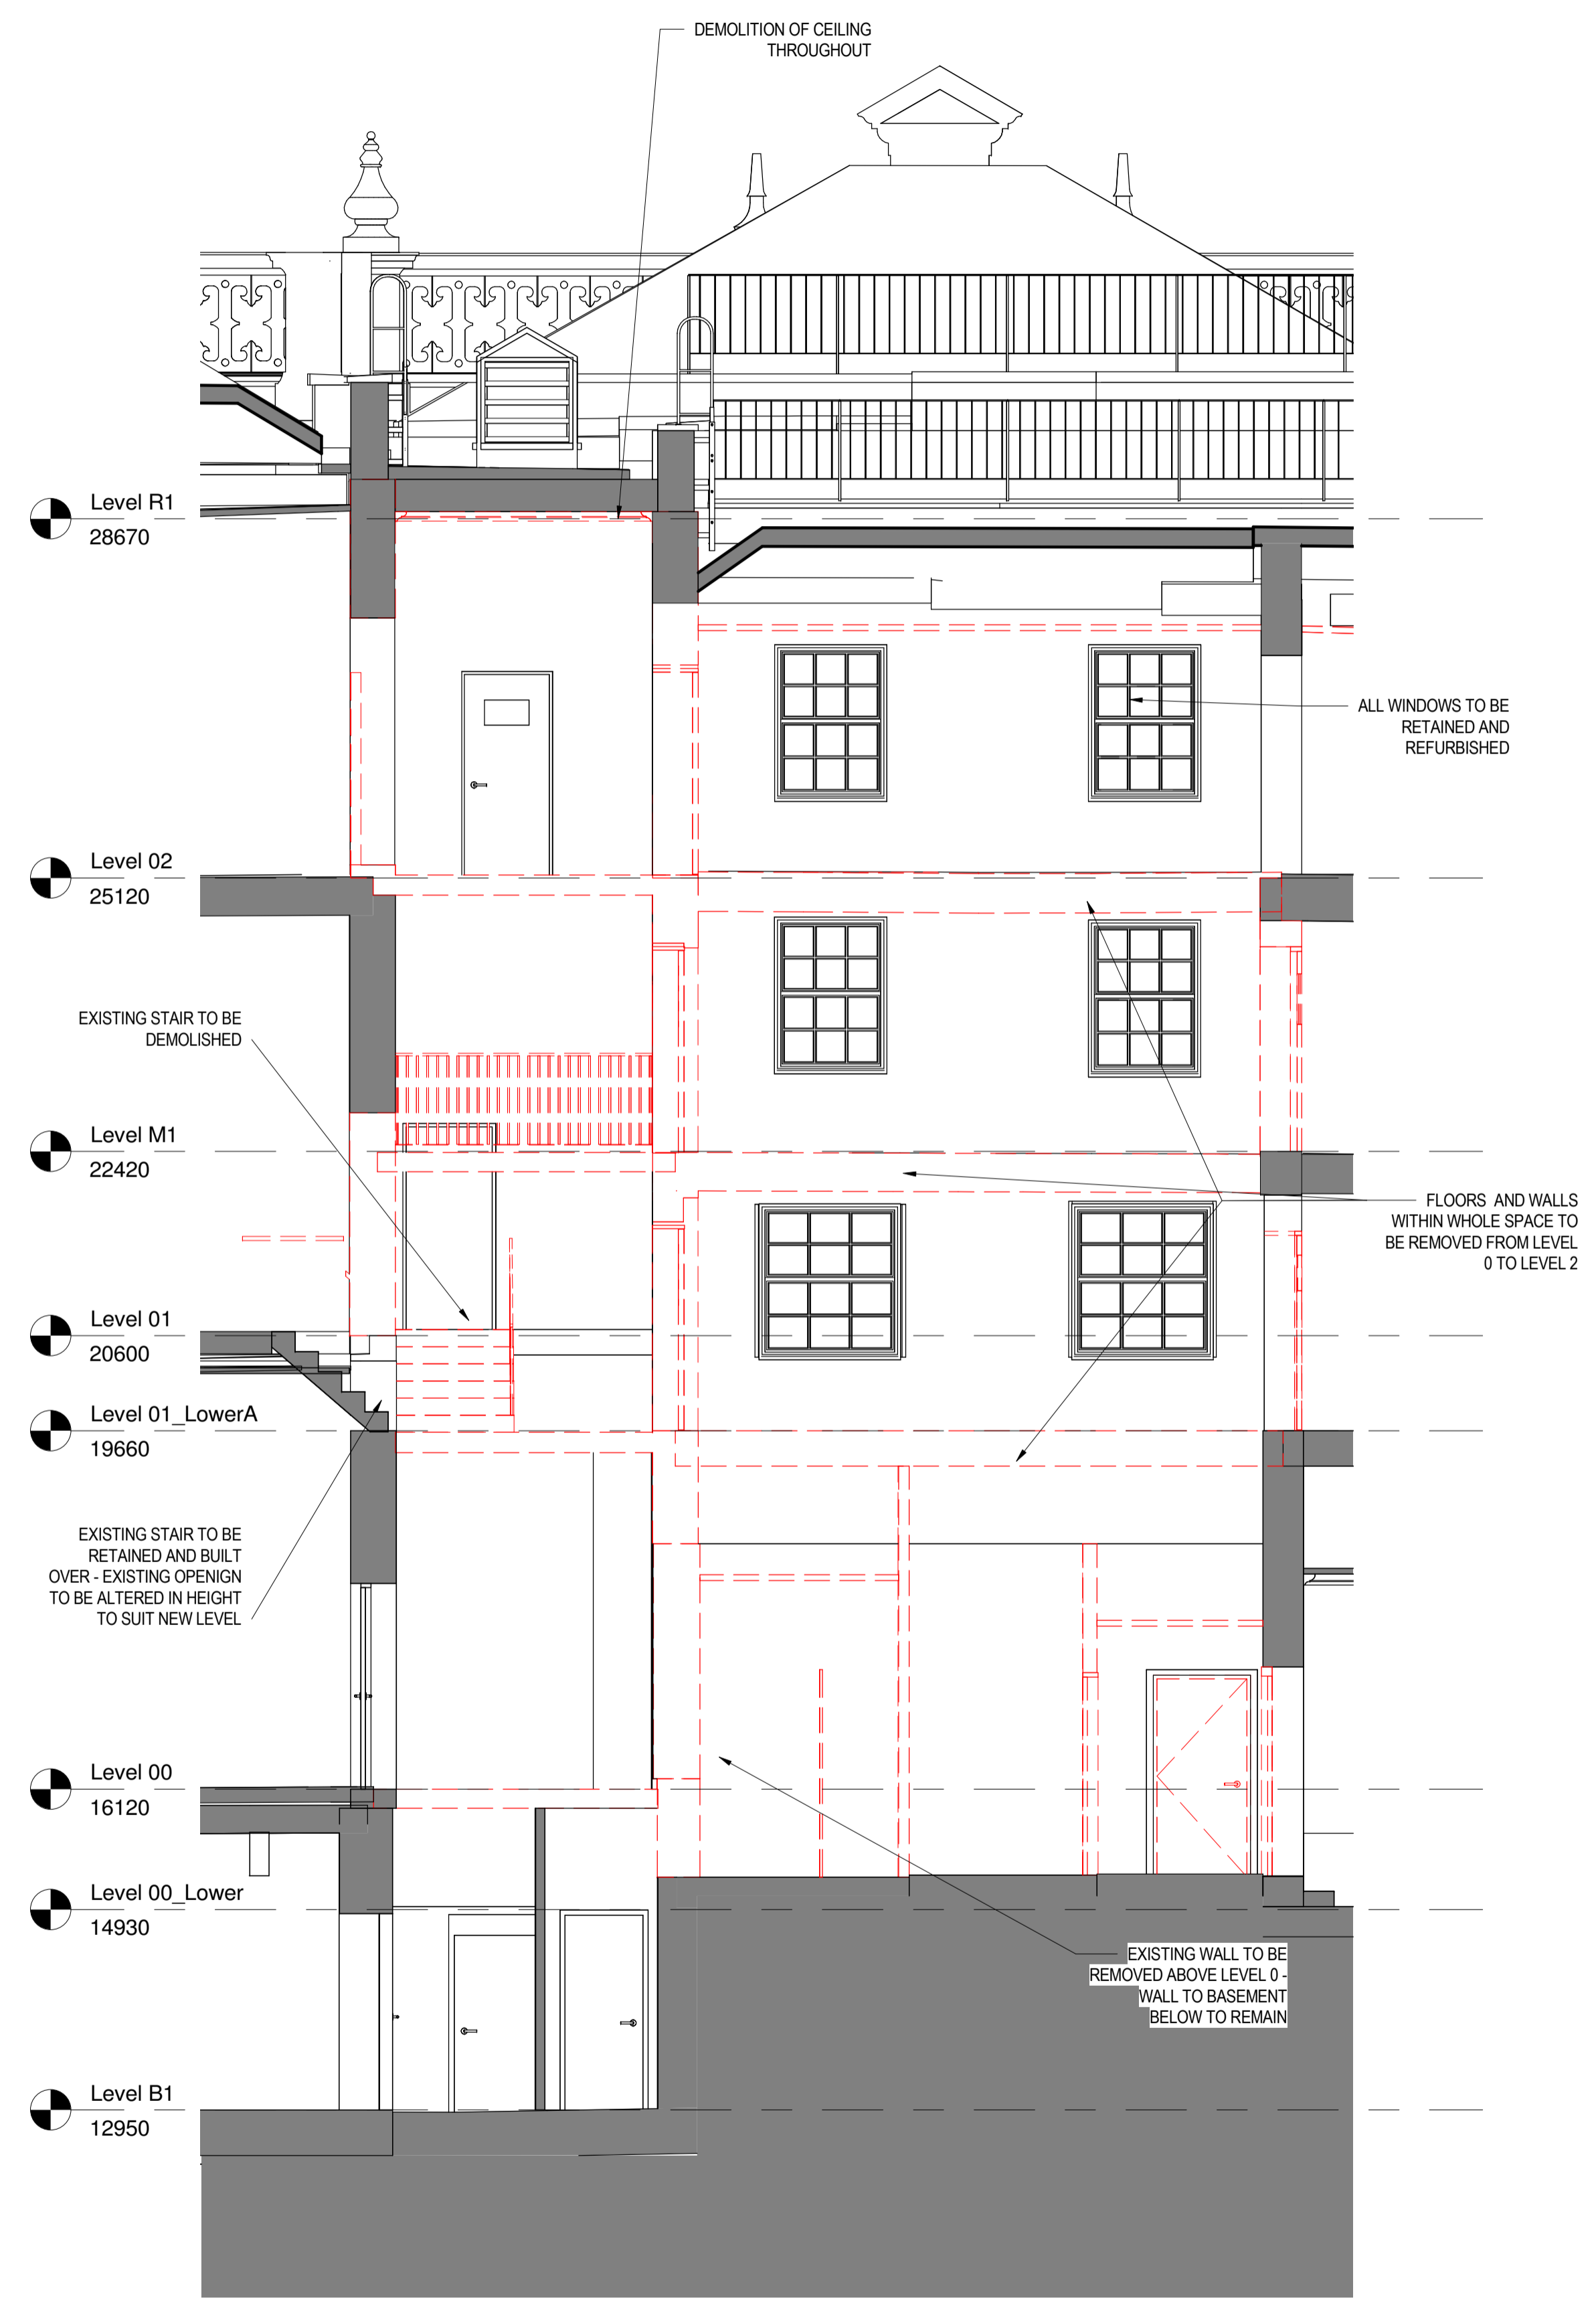 DEMOLITION OF CEILING
THROUGHOUT
Level R1
28670
ALL WINDOWS TO BE
RETAINED AND
REFURBISHED
Level 02
25120
EXISTING STAIR TO BE
DEMOLISHED
Level M1
22420
FLOORS AND WALLS
WITHIN WHOLE SPACE TO
BE REMOVED FROM LEVEL
0 TO LEVEL 2
Level 01
20600
Level 01_LowerA
19660
EXISTING STAIR TO BE
RETAINED AND BUILT
OVER - EXISTING OPENIGN
TO BE ALTERED IN HEIGHT
TO SUIT NEW LEVEL
Level 00
16120
Level 00_Lower
14930
EXISTING WALL TO BE
REMOVED ABOVE LEVEL 0 -
WALL TO BASEMENT
BELOW TO REMAIN
Level B1
12950